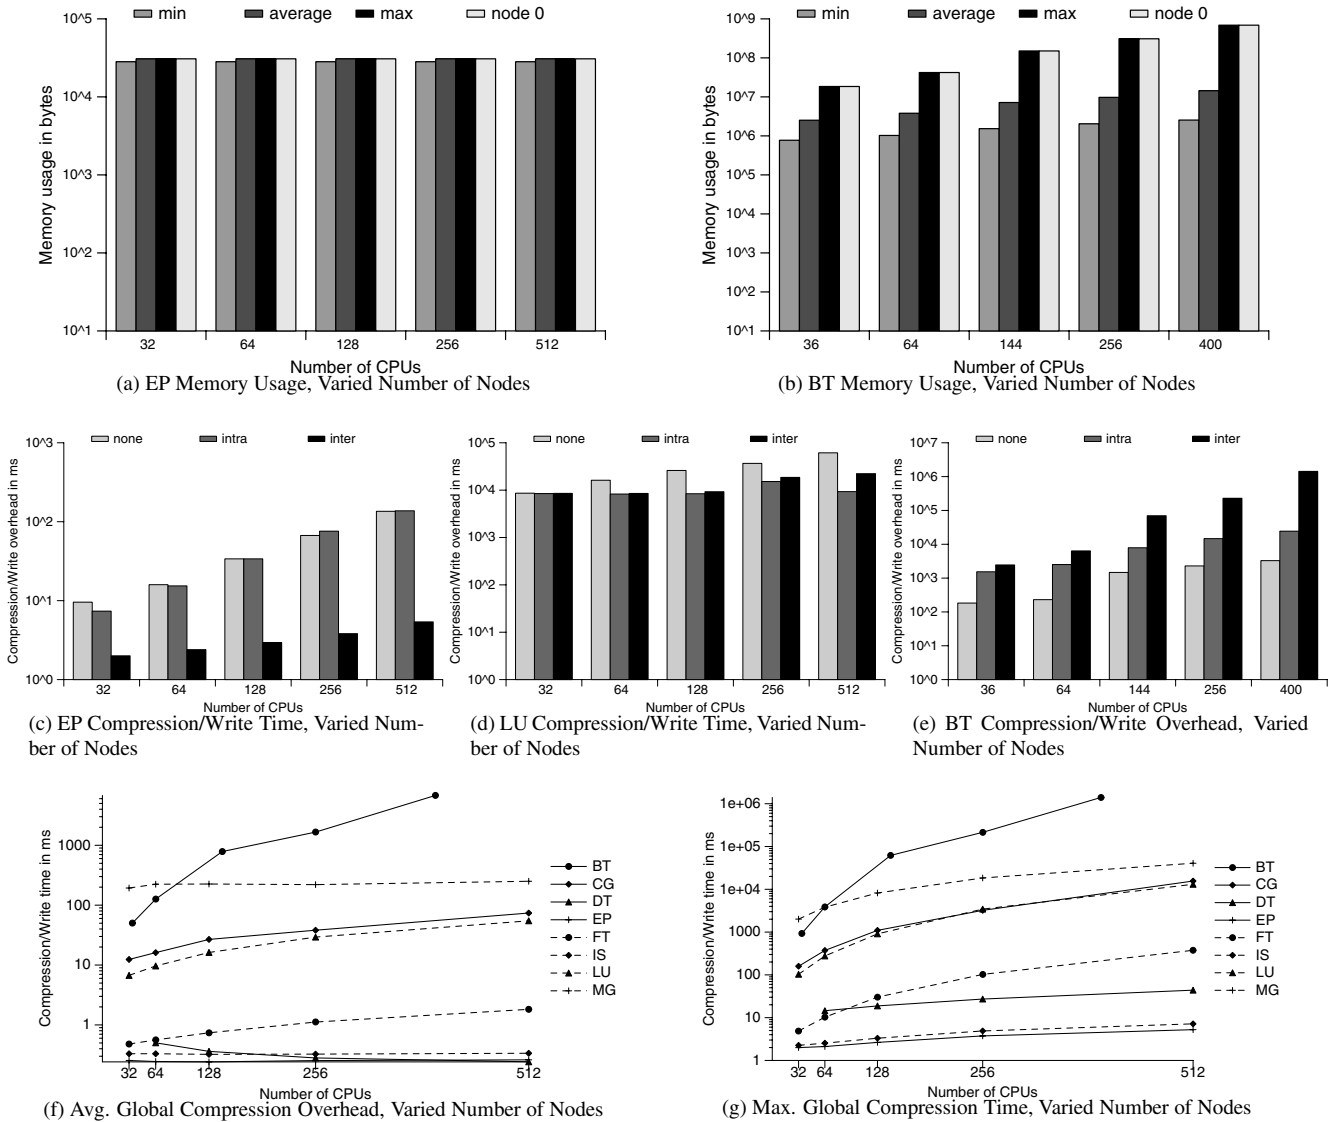 min average max node 0
10^5
10^4
10^3
10^2
10^1
Memory usage in bytes
32 64 128 256 512
Number of CPUs
(a) EP Memory Usage, Varied Number of Nodes
min average max node 0
10^9
10^8
10^7
10^6
10^5
10^4
10^3
10^2
10^1
Memory usage in bytes
36 64 144 256 400
Number of CPUs
(b) BT Memory Usage, Varied Number of Nodes
none intra inter
10^3
10^2
10^1
10^0
Compression/Write overhead in ms
32 64 128 256 512
Number of CPUs
(c) EP Compression/Write Time, Varied Num-
ber of Nodes
none intra inter
10^5
10^4
10^3
10^2
10^1
10^0
Compression/Write overhead in ms
32 64 128 256 512
Number of CPUs
(d) LU Compression/Write Time, Varied Num-
ber of Nodes
none intra inter
10^7
10^6
10^5
10^4
10^3
10^2
10^1
10^0
Compression/Write overhead in ms
36 64 144 256 400
Number of CPUs
(e) BT Compression/Write Overhead, Varied
Number of Nodes
1000
100
10
1
Compression/Write time in ms
32 64 128 256 512
Number of CPUs
BT
CG
DT
EP
FT
IS
LU
MG
(f) Avg. Global Compression Overhead, Varied Number of Nodes
1e+06
1e+05
1e+04
1000
100
10
1
Compression/Write time in ms
32 64 128 256 512
Number of CPUs
BT
CG
DT
EP
FT
IS
LU
MG
(g) Max. Global Compression Time, Varied Number of Nodes